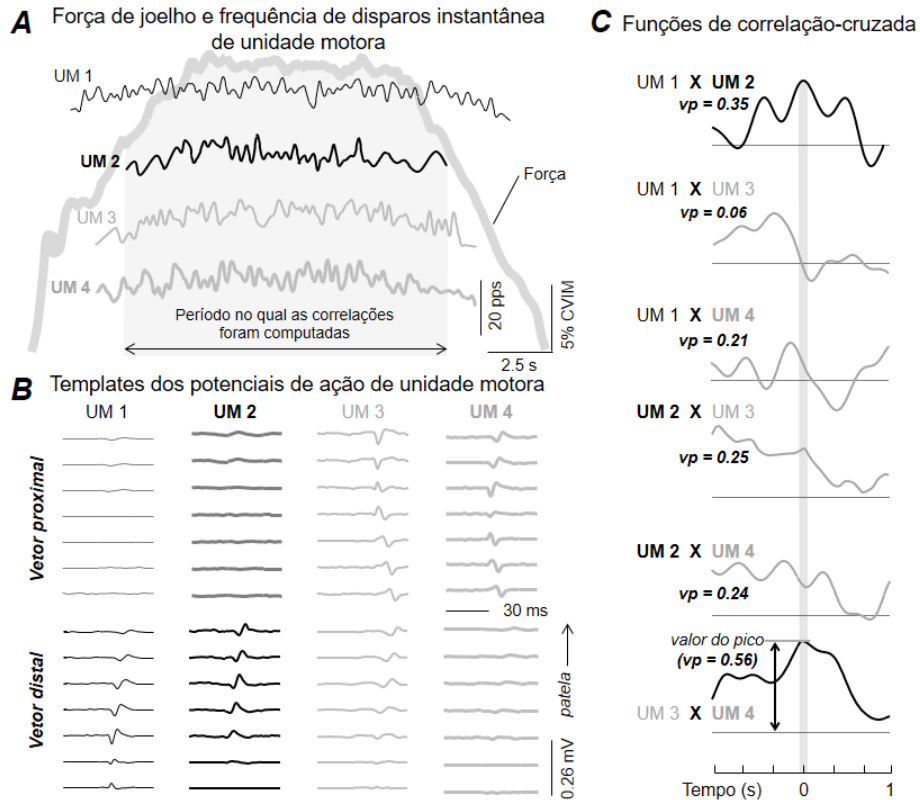 A Força de joelho e frequência de disparos instantânea
de unidade motora
UM 1
UM 2
UM 3
UM 4
Força
Período no qual as correlações
foram computadas
20 pps
5% CVIM
2.5 s
B Templates dos potenciais de ação de unidade motora
UM 1 UM 2 UM 3 UM 4
Vetor proximal
30 ms
Vetor distal
patela
0.26 mV
C Funções de correlação-cruzada
UM 1 X UM 2
vp = 0.35
UM 1 X UM 3
vp = 0.06
UM 1 X UM 4
vp = 0.21
UM 2 X UM 3
vp = 0.25
UM 2 X UM 4
vp = 0.24
valor do pico
(vp = 0.56)
UM 3 X UM 4
Tempo (s) 0 1